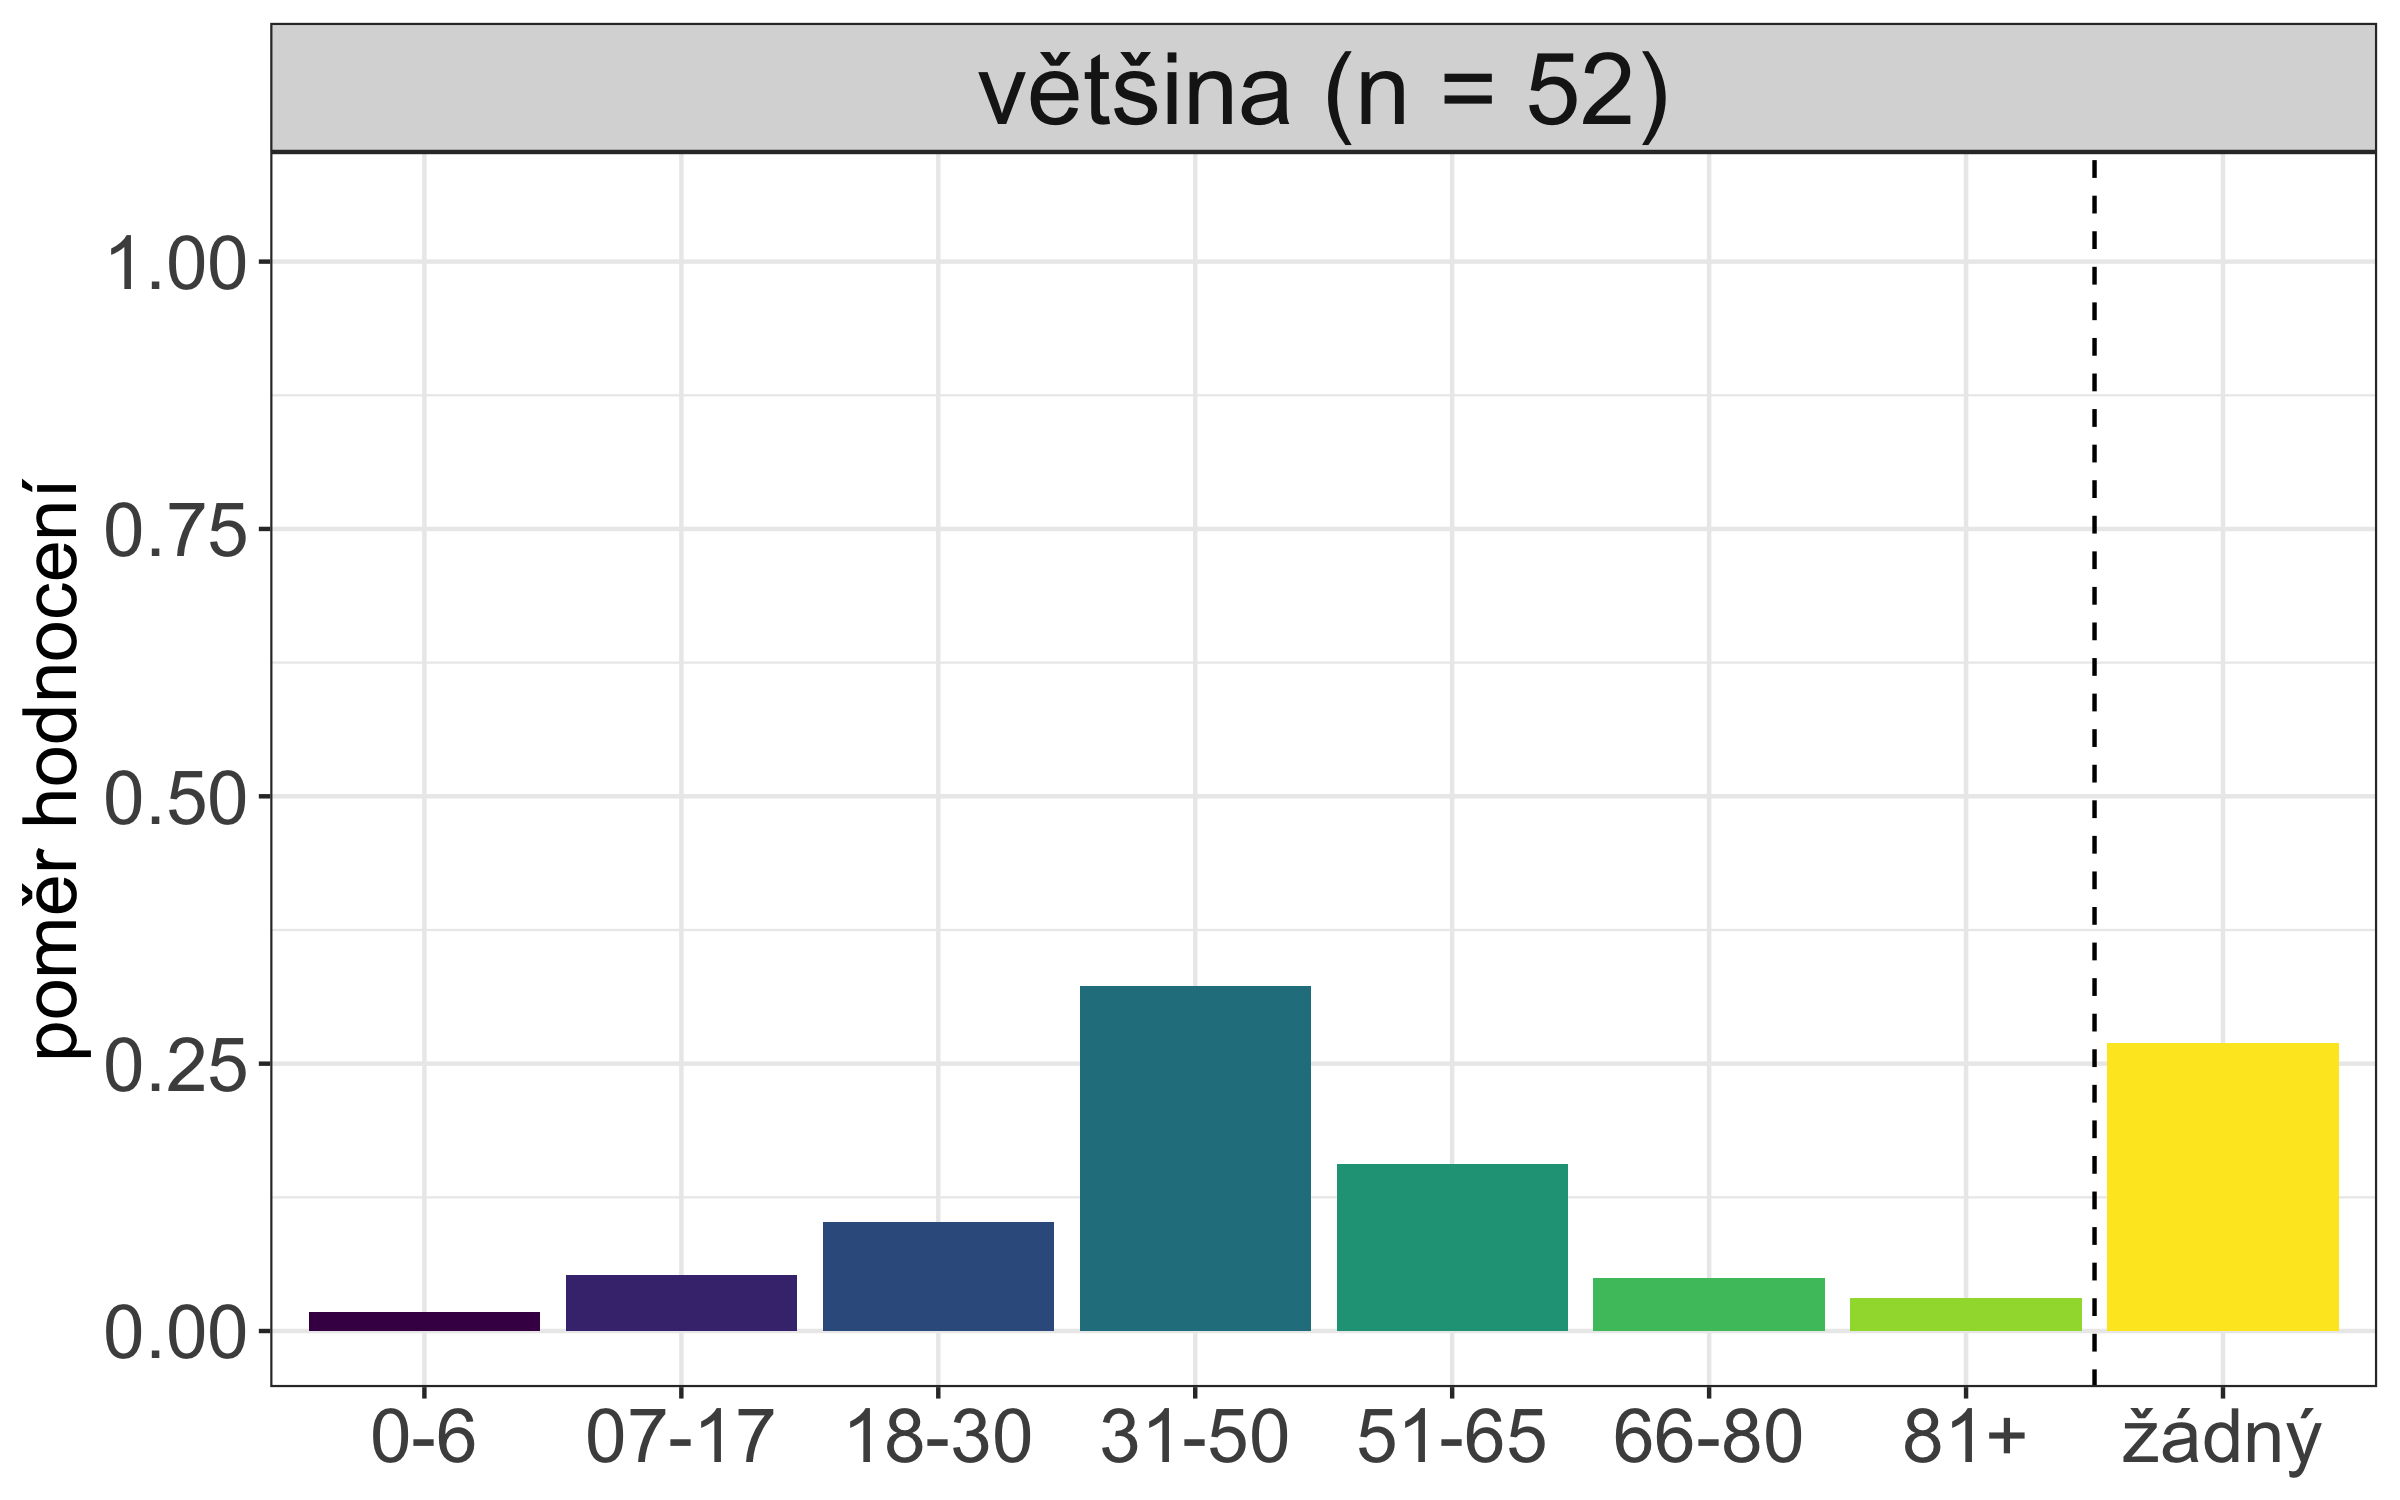 většina (n = 52)
poměr hodnocení
1.00
0.75
0.50
0.25
0.00
0-6 07-17 18-30 31-50 51-65 66-80 81+ žádný